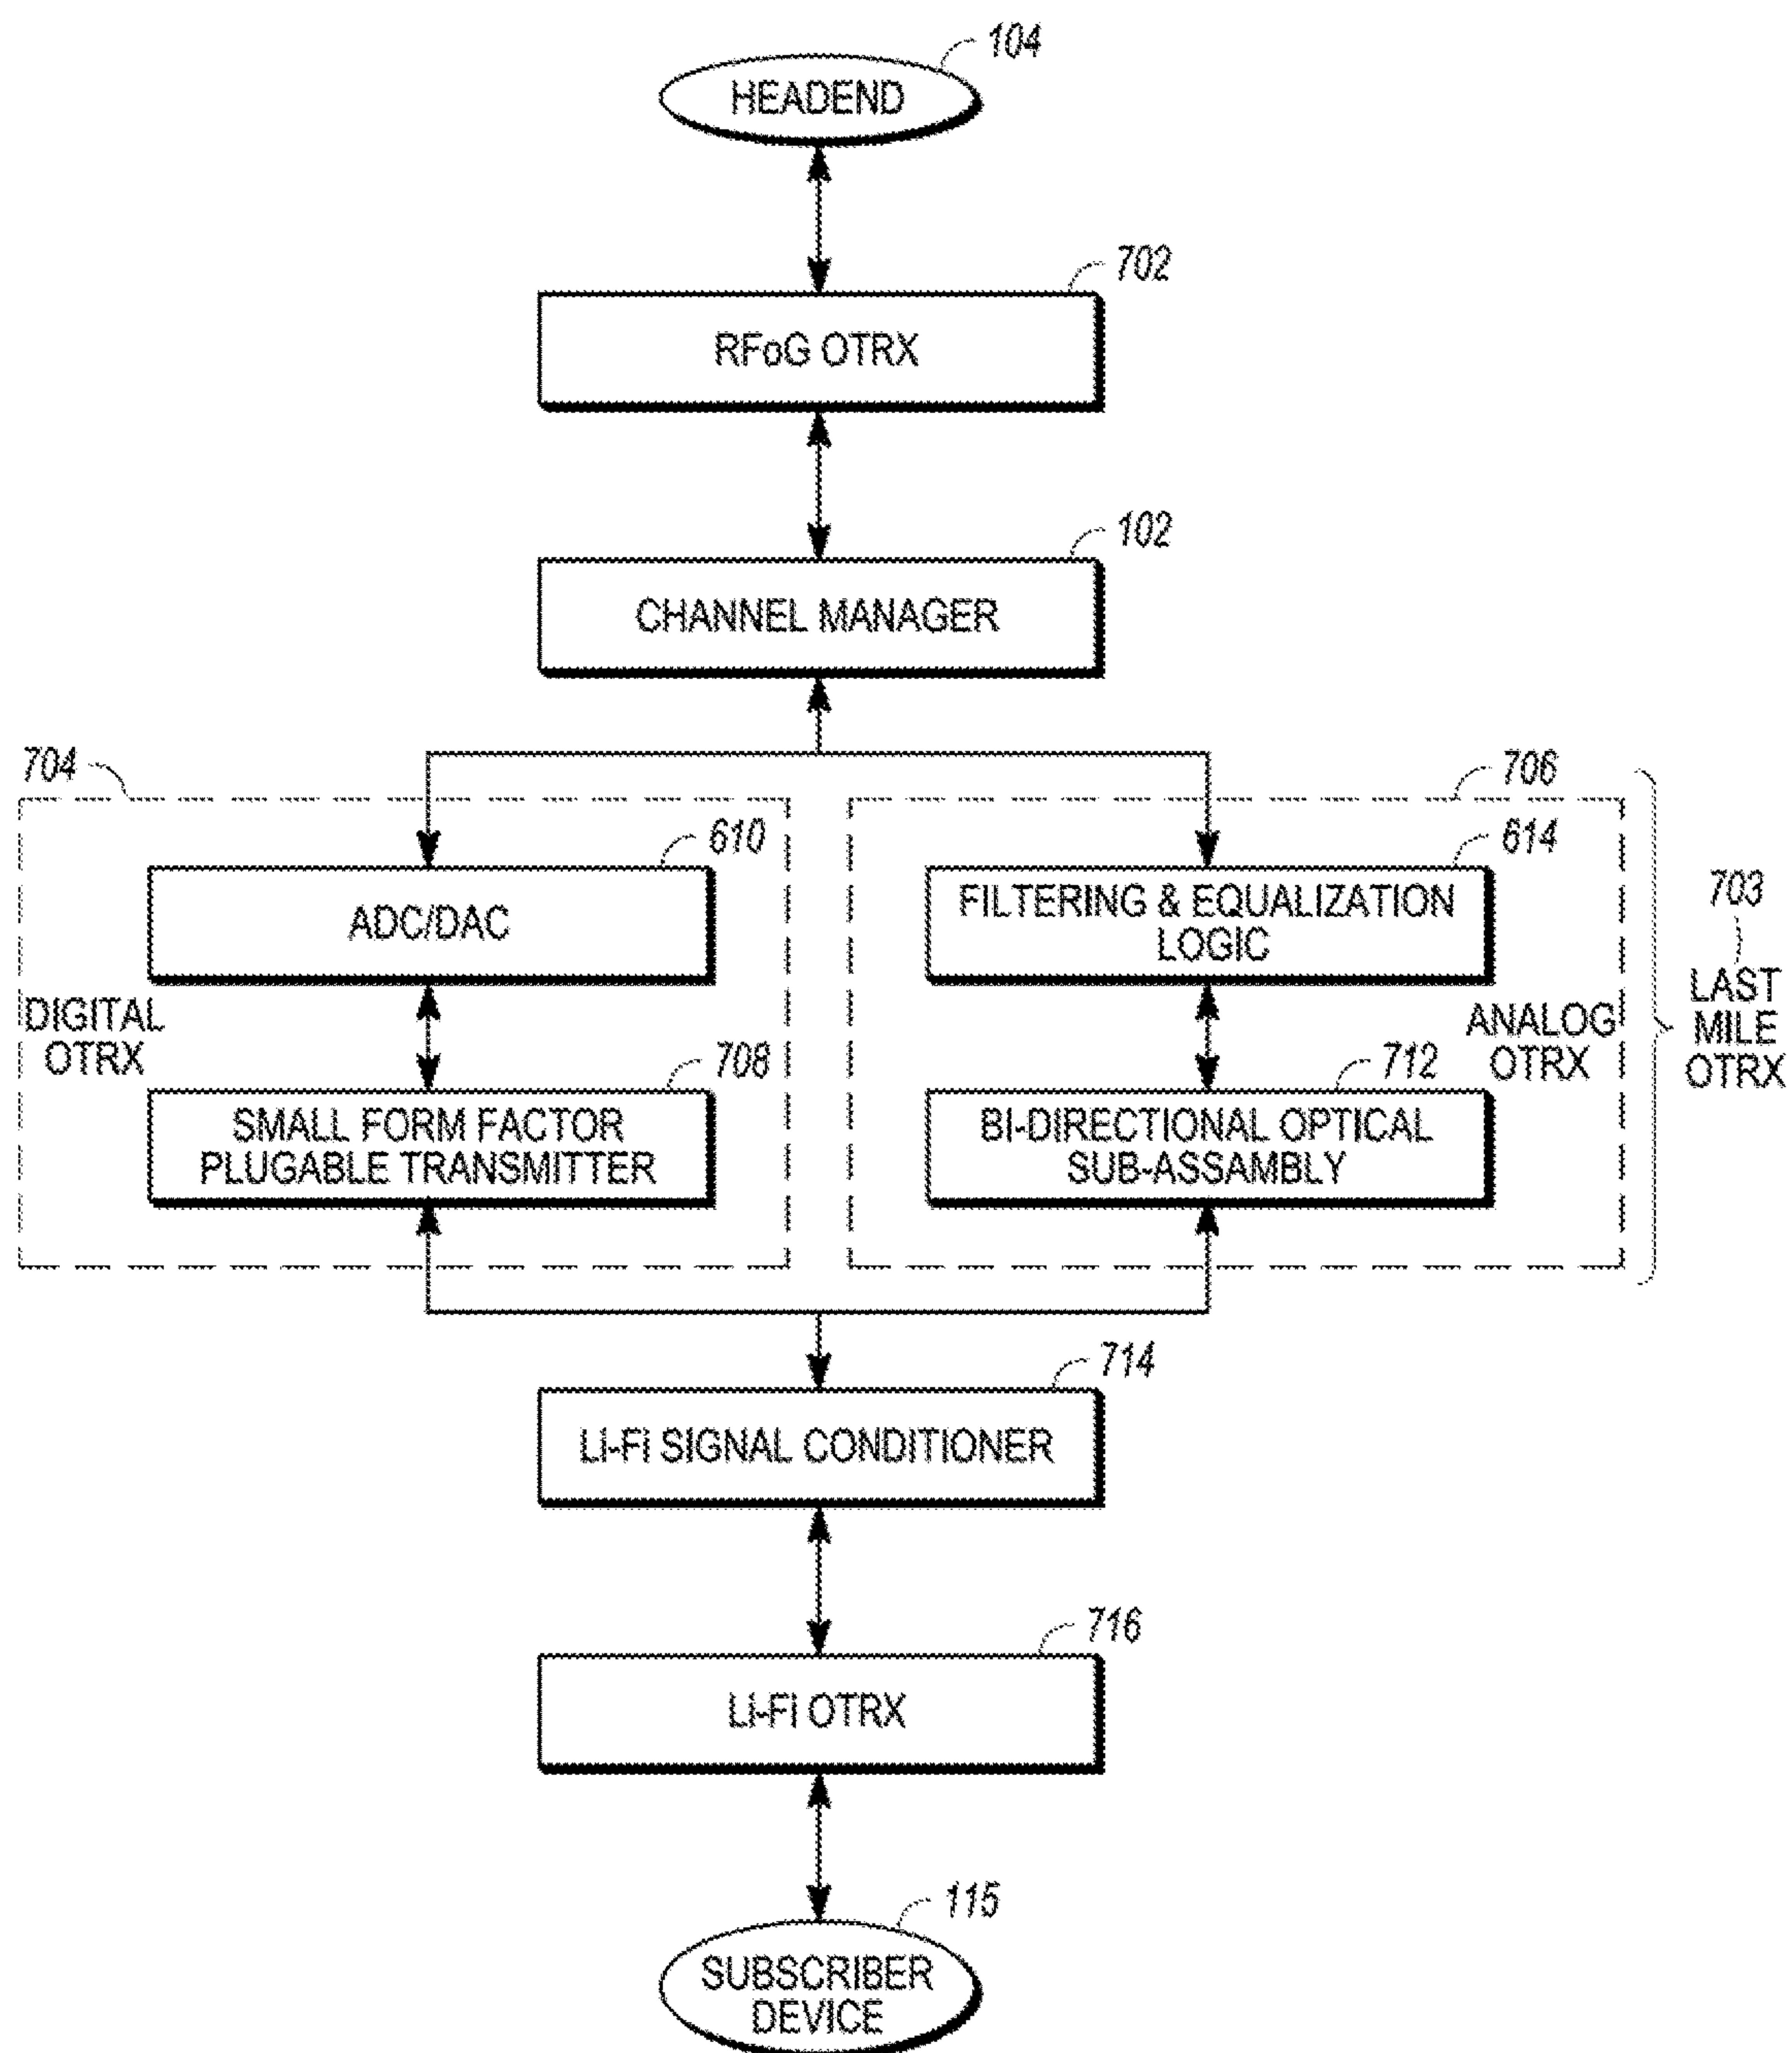 104
HEADEND
702
RFoG OTRX
102
CHANNEL MANAGER
704
706
610
ADC/DAC
614
FILTERING & EQUALIZATION
LOGIC
703
LAST
MILE
OTRX
DIGITAL
OTRX
ANALOG
OTRX
708
SMALL FORM FACTOR
PLUGABLE TRANSMITTER
712
BI-DIRECTIONAL OPTICAL
SUB-ASSAMBLY
714
LI-FI SIGNAL CONDITIONER
716
LI-FI OTRX
115
SUBSCRIBER
DEVICE